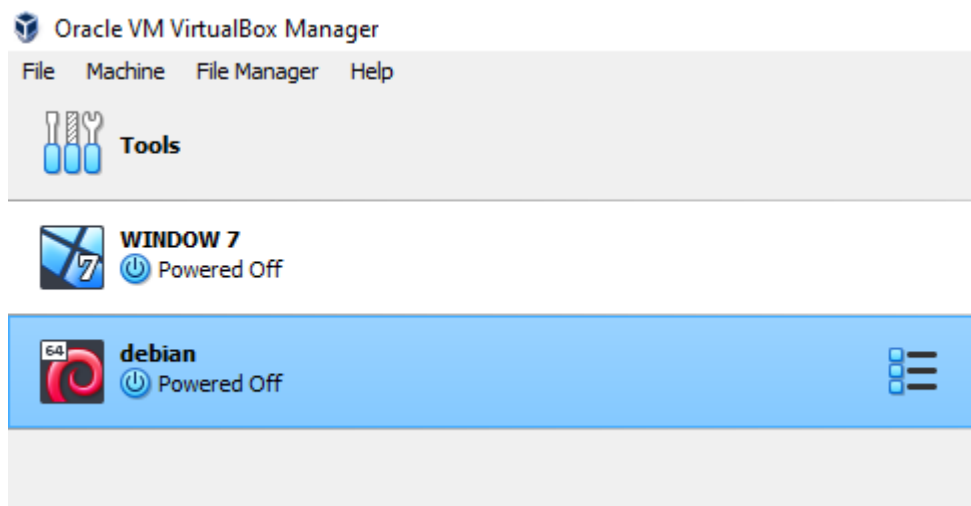 Oracle VM VirtualBox Manager
File Machine File Manager Help
Tools
WINDOW 7
7
Powered Off
64
debian
Powered Off